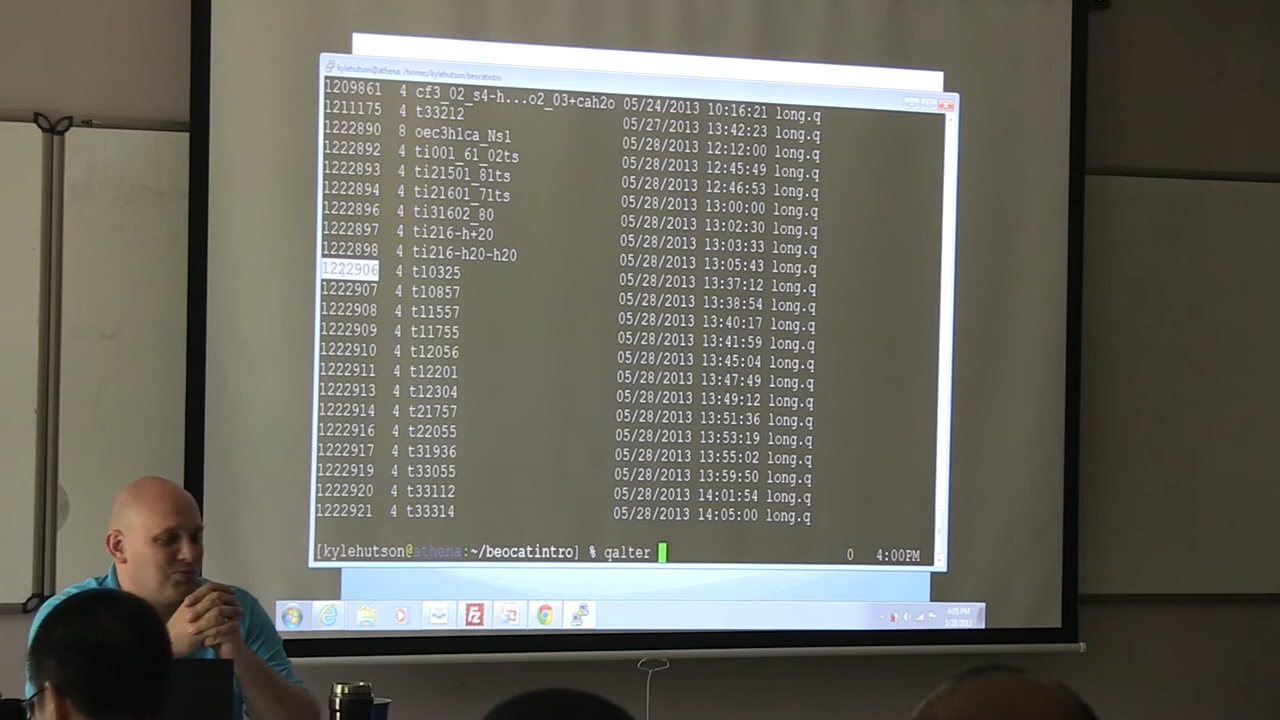 kylehutson@athena:/homes/kylehutson/beocatintro
1209861 4 cf3_02_s4-h...o2_03+cah2o 05/24/2013 10:16:21 long.q
1211175 4 t33212 05/27/2013 13:42:23 long.q
1222890 8 oec3h1ca_Ns1 05/28/2013 12:12:00 long.q
1222892 4 ti001_61_02ts 05/28/2013 12:45:49 long.q
1222893 4 ti21501_81ts 05/28/2013 12:46:53 long.q
1222894 4 ti21601_71ts 05/28/2013 13:00:00 long.q
1222896 4 ti31602_80 05/28/2013 13:02:30 long.q
1222897 4 ti216-h+20 05/28/2013 13:03:33 long.q
1222898 4 ti216-h20-h20 05/28/2013 13:05:43 long.q
1222906 4 t10325 05/28/2013 13:37:12 long.q
1222907 4 t10857 05/28/2013 13:38:54 long.q
1222908 4 t11557 05/28/2013 13:40:17 long.q
1222909 4 t11755 05/28/2013 13:41:59 long.q
1222910 4 t12056 05/28/2013 13:45:04 long.q
1222911 4 t12201 05/28/2013 13:47:49 long.q
1222913 4 t12304 05/28/2013 13:49:12 long.q
1222914 4 t21757 05/28/2013 13:51:36 long.q
1222916 4 t22055 05/28/2013 13:53:19 long.q
1222917 4 t31936 05/28/2013 13:55:02 long.q
1222919 4 t33055 05/28/2013 13:59:50 long.q
1222920 4 t33112 05/28/2013 14:01:54 long.q
1222921 4 t33314 05/28/2013 14:05:00 long.q
[kylehutson@athena:~/beocatintro] % qalter 0 4:00PM
4:05 PM
5/28/2013